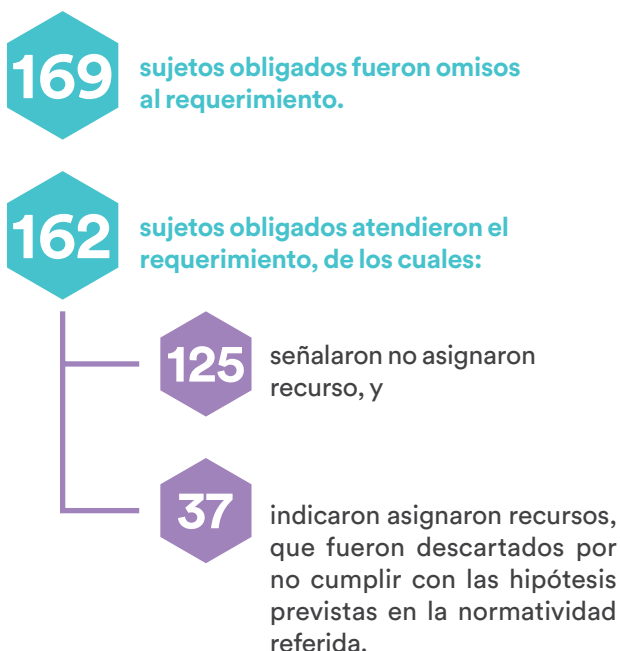 169
sujetos obligados fueron omisos
al requerimiento.
162
sujetos obligados atendieron el
requerimiento, de los cuales:
125
señalaron no asignaron
recurso, y
37
indicaron asignaron recursos,
que fueron descartados por
no cumplir con las hipótesis
previstas en la normatividad
referida.